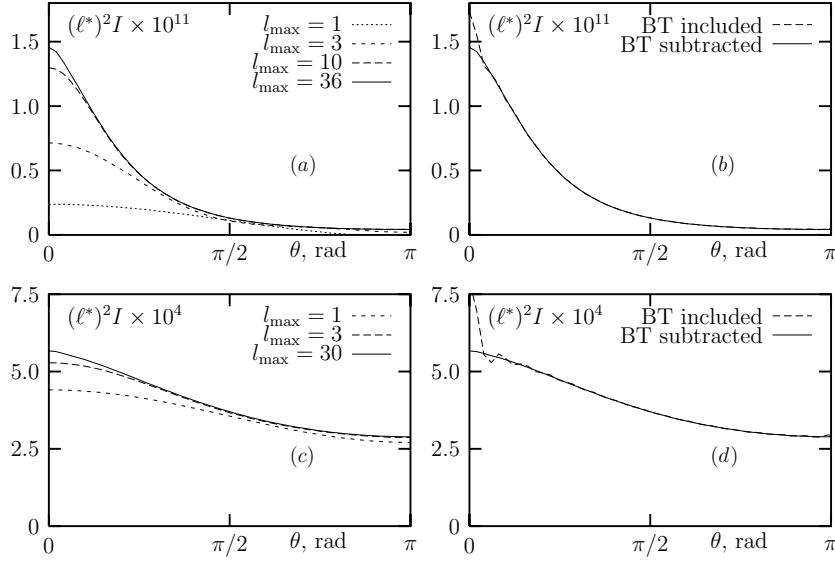 (ℓ*)²I × 10¹¹
l_max = 1
l_max = 3
l_max = 10
l_max = 36
1.5
1.0
0.5
0
(a)
0
π/2
θ, rad
π
(ℓ*)²I × 10¹¹
BT included
BT subtracted
1.5
1.0
0.5
0
(b)
0
π/2
θ, rad
π
(ℓ*)²I × 10⁴
l_max = 1
l_max = 3
l_max = 30
7.5
5.0
2.5
0
(c)
0
π/2
θ, rad
π
(ℓ*)²I × 10⁴
BT included
BT subtracted
7.5
5.0
2.5
0
(d)
0
π/2
θ, rad
π